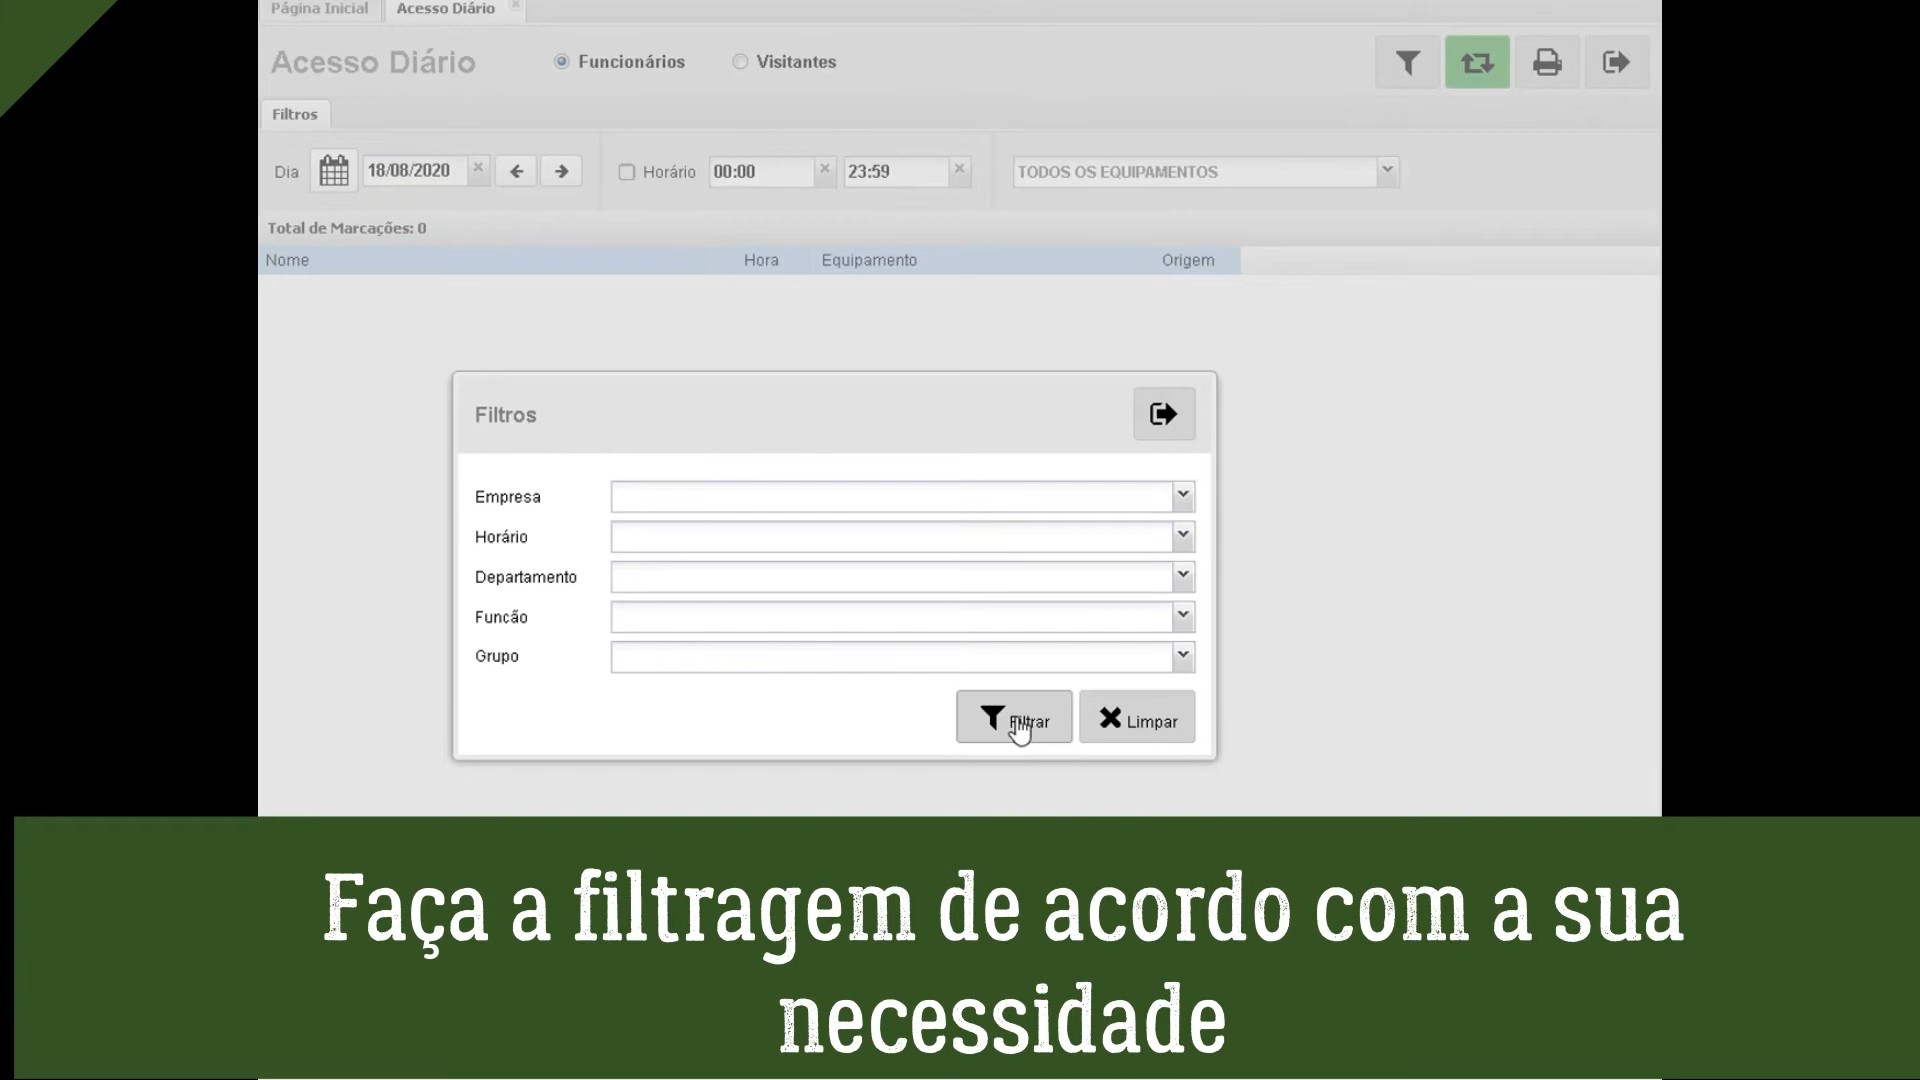 Página Inicial Acesso Diário
Acesso Diário Funcionários Visitantes
Filtros
Dia 18/08/2020 Horário 00:00 23:59 TODOS OS EQUIPAMENTOS
Total de Marcações: 0
Nome Hora Equipamento Origem
Filtros
Empresa
Horário
Departamento
Funcão
Grupo
Filtrar Limpar
Faça a filtragem de acordo com a sua
necessidade